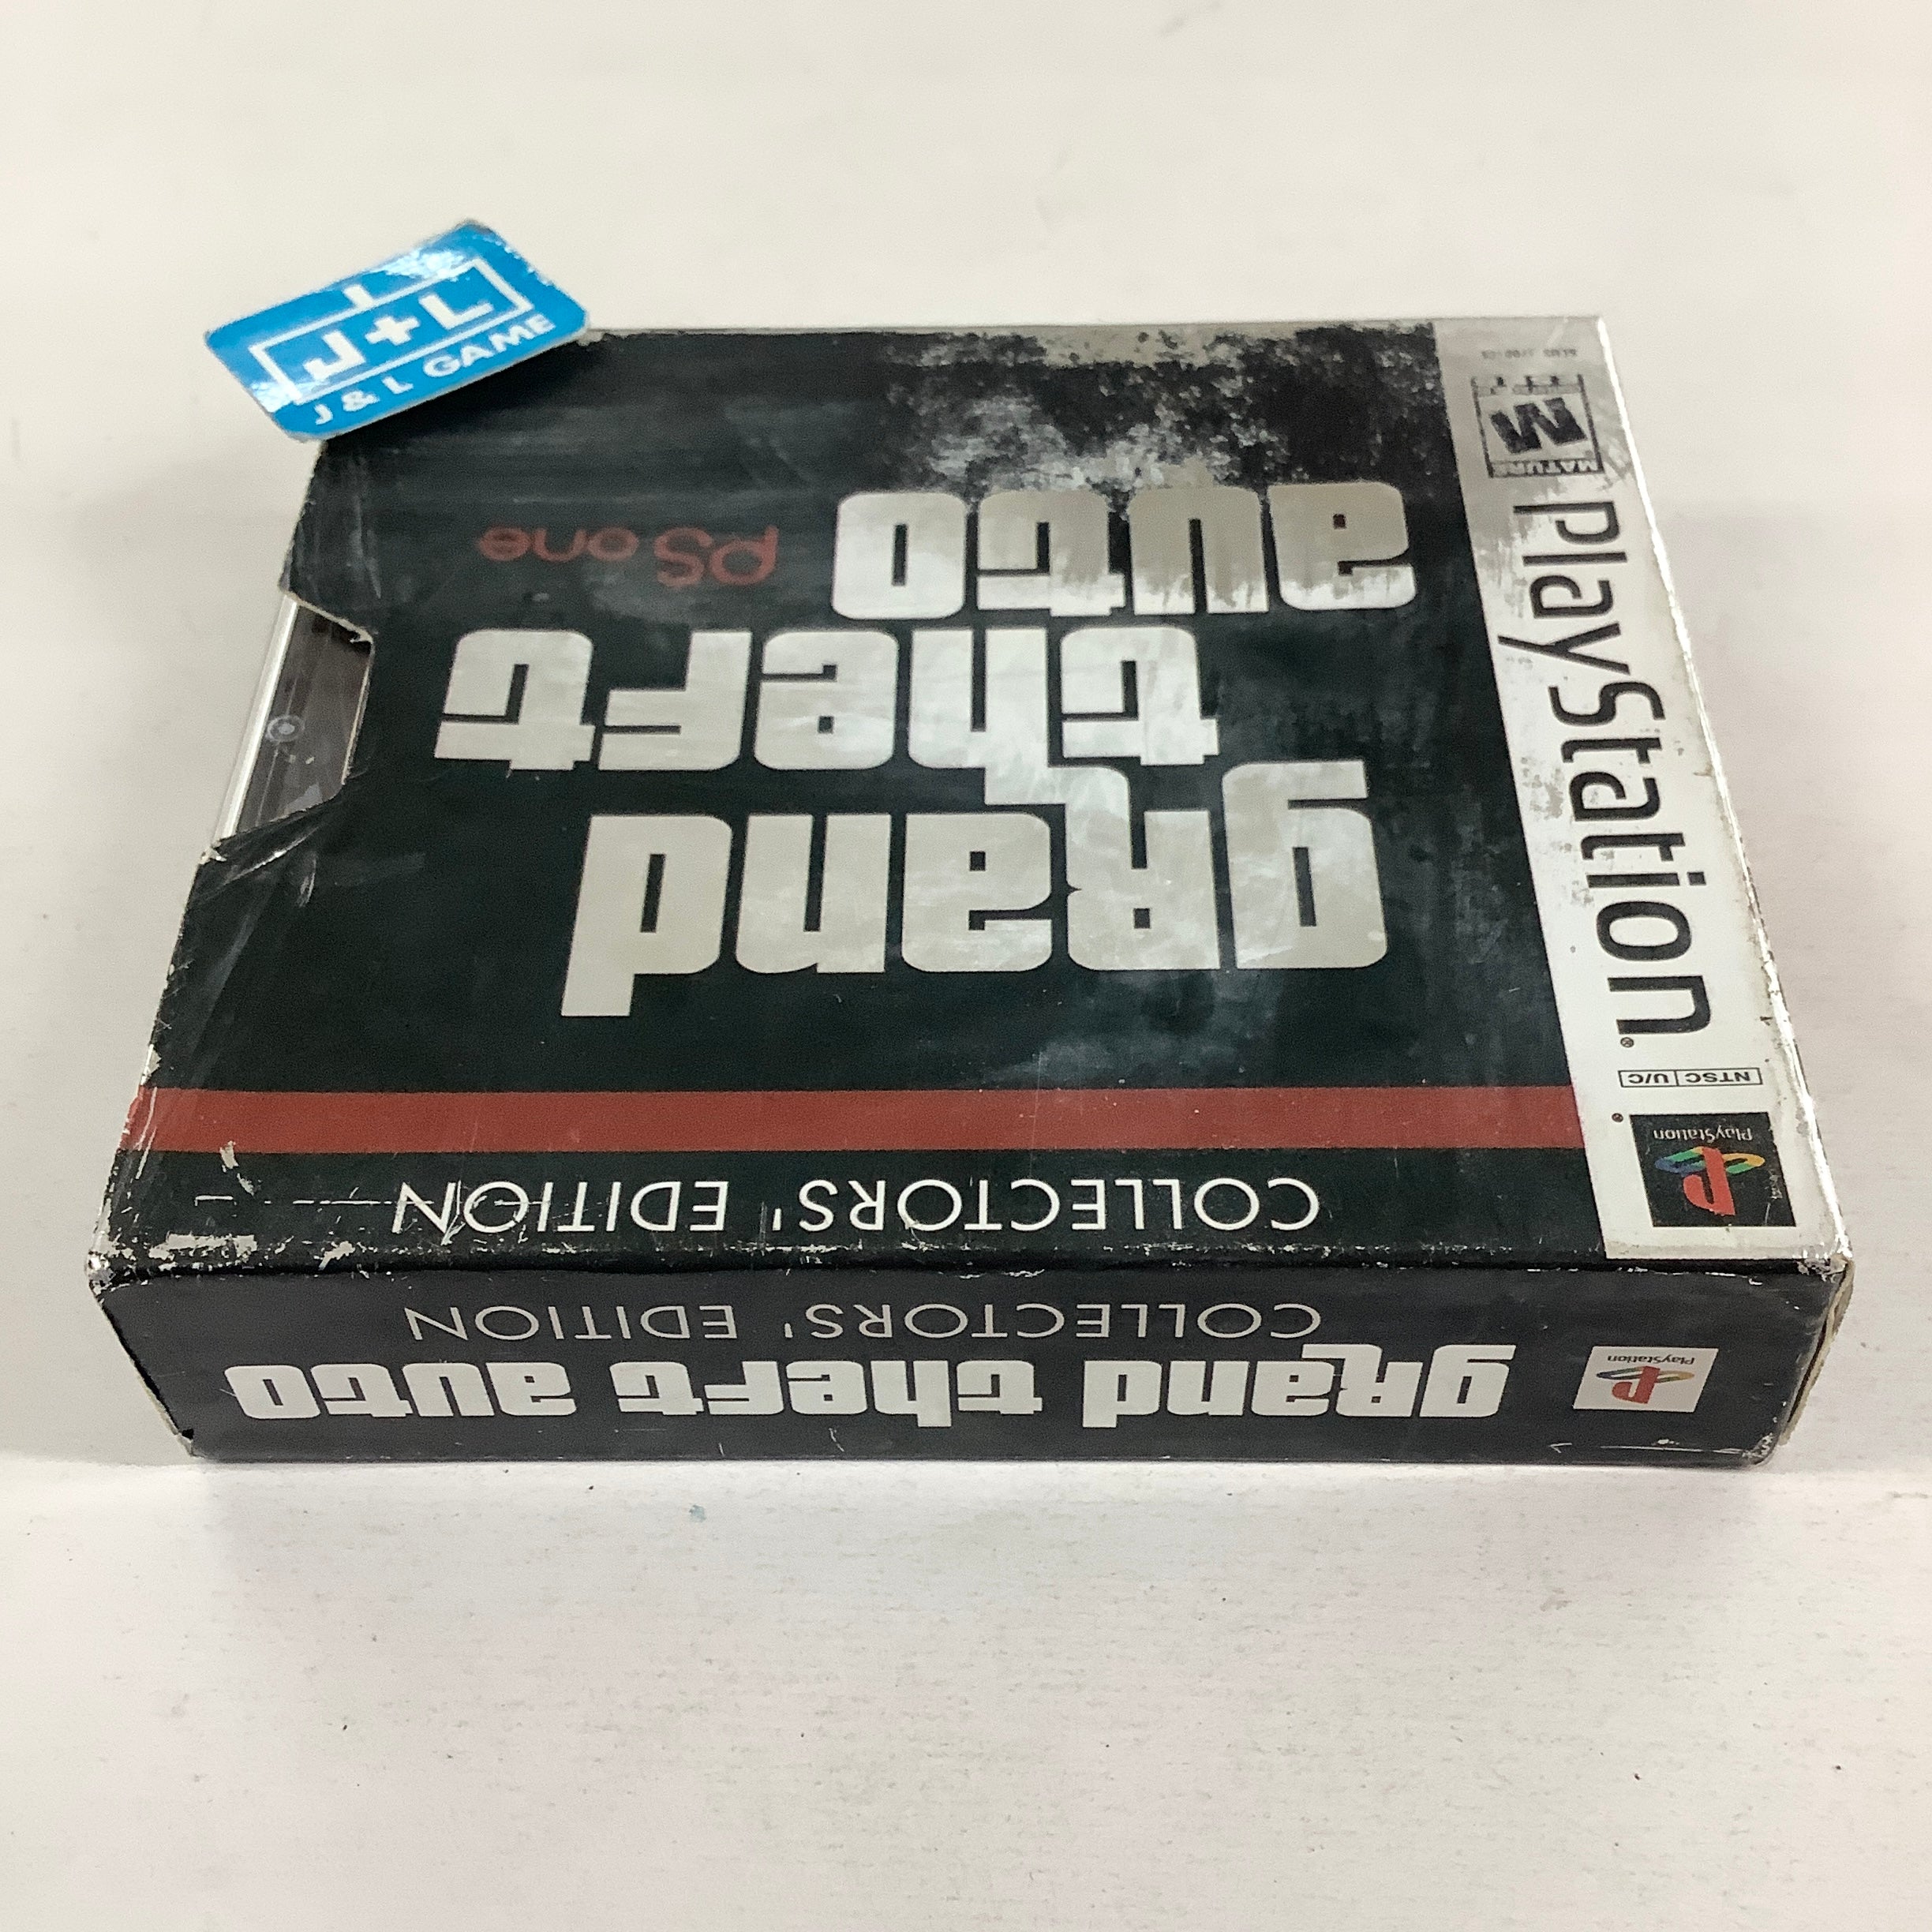 J+L
J & L GAME
COLLECTORS' EDITION
grand
theft
auto
PS one
PlayStation
NTSC U/C
PlayStation®
MATURE
M
PlayStation
grand theft auto
COLLECTORS' EDITION